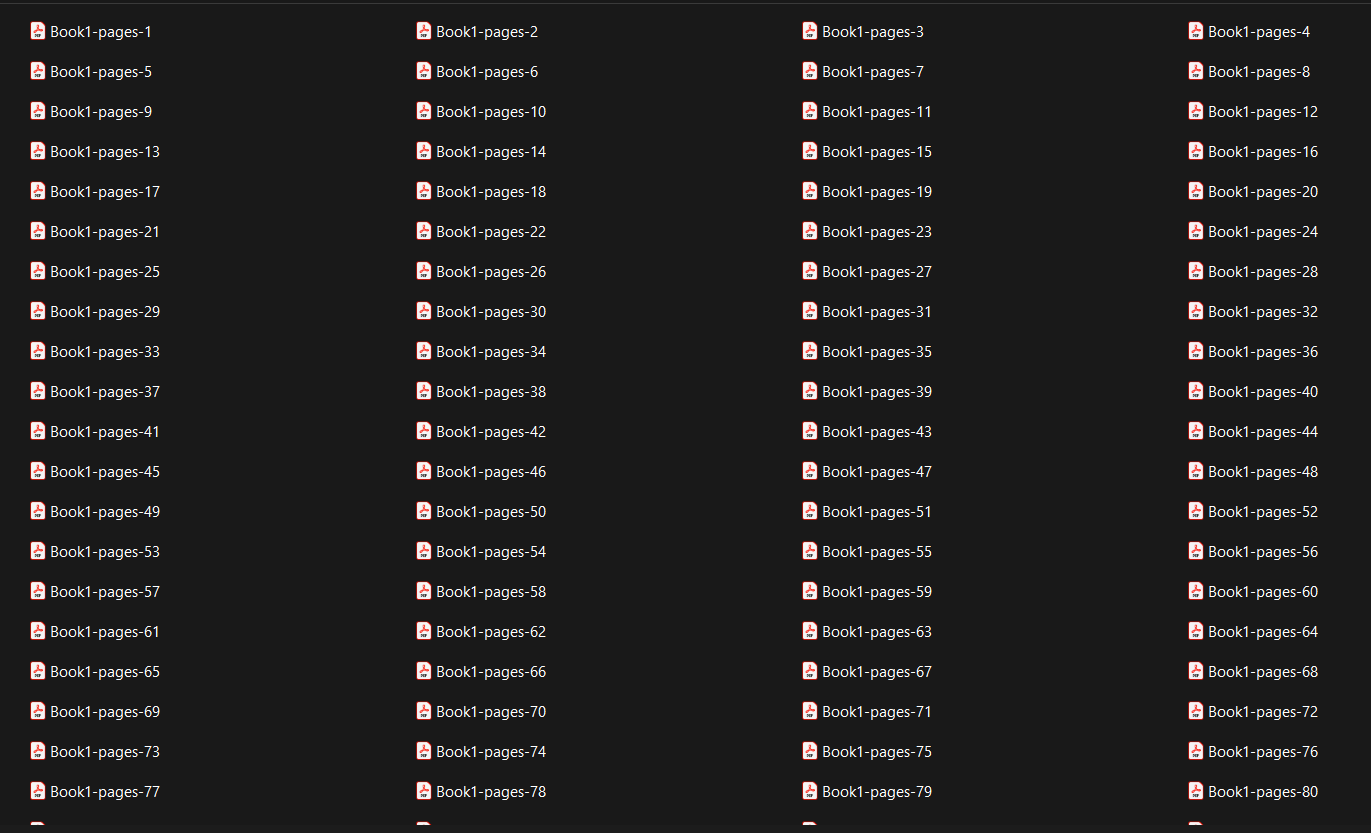 Book1-pages-1 Book1-pages-2 Book1-pages-3 Book1-pages-4
Book1-pages-5 Book1-pages-6 Book1-pages-7 Book1-pages-8
Book1-pages-9 Book1-pages-10 Book1-pages-11 Book1-pages-12
Book1-pages-13 Book1-pages-14 Book1-pages-15 Book1-pages-16
Book1-pages-17 Book1-pages-18 Book1-pages-19 Book1-pages-20
Book1-pages-21 Book1-pages-22 Book1-pages-23 Book1-pages-24
Book1-pages-25 Book1-pages-26 Book1-pages-27 Book1-pages-28
Book1-pages-29 Book1-pages-30 Book1-pages-31 Book1-pages-32
Book1-pages-33 Book1-pages-34 Book1-pages-35 Book1-pages-36
Book1-pages-37 Book1-pages-38 Book1-pages-39 Book1-pages-40
Book1-pages-41 Book1-pages-42 Book1-pages-43 Book1-pages-44
Book1-pages-45 Book1-pages-46 Book1-pages-47 Book1-pages-48
Book1-pages-49 Book1-pages-50 Book1-pages-51 Book1-pages-52
Book1-pages-53 Book1-pages-54 Book1-pages-55 Book1-pages-56
Book1-pages-57 Book1-pages-58 Book1-pages-59 Book1-pages-60
Book1-pages-61 Book1-pages-62 Book1-pages-63 Book1-pages-64
Book1-pages-65 Book1-pages-66 Book1-pages-67 Book1-pages-68
Book1-pages-69 Book1-pages-70 Book1-pages-71 Book1-pages-72
Book1-pages-73 Book1-pages-74 Book1-pages-75 Book1-pages-76
Book1-pages-77 Book1-pages-78 Book1-pages-79 Book1-pages-80